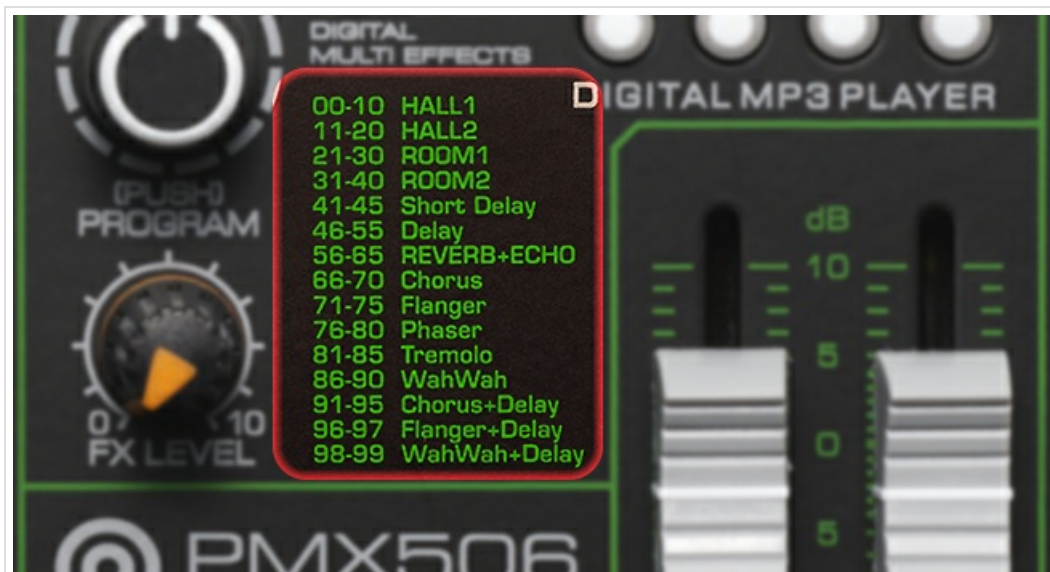 DIGITAL
MULTI EFFECTS
DIGITAL MP3 PLAYER
00-10 HALL1
11-20 HALL2
21-30 ROOM1
31-40 ROOM2
41-45 Short Delay
46-55 Delay
56-65 REVERB+ECHO
66-70 Chorus
71-75 Flanger
76-80 Phaser
81-85 Tremolo
86-90 WahWah
91-95 Chorus+Delay
96-97 Flanger+Delay
98-99 WahWah+Delay
(PUSH)
PROGRAM
0 10
FX LEVEL
dB
10
5
0
5
PMX506